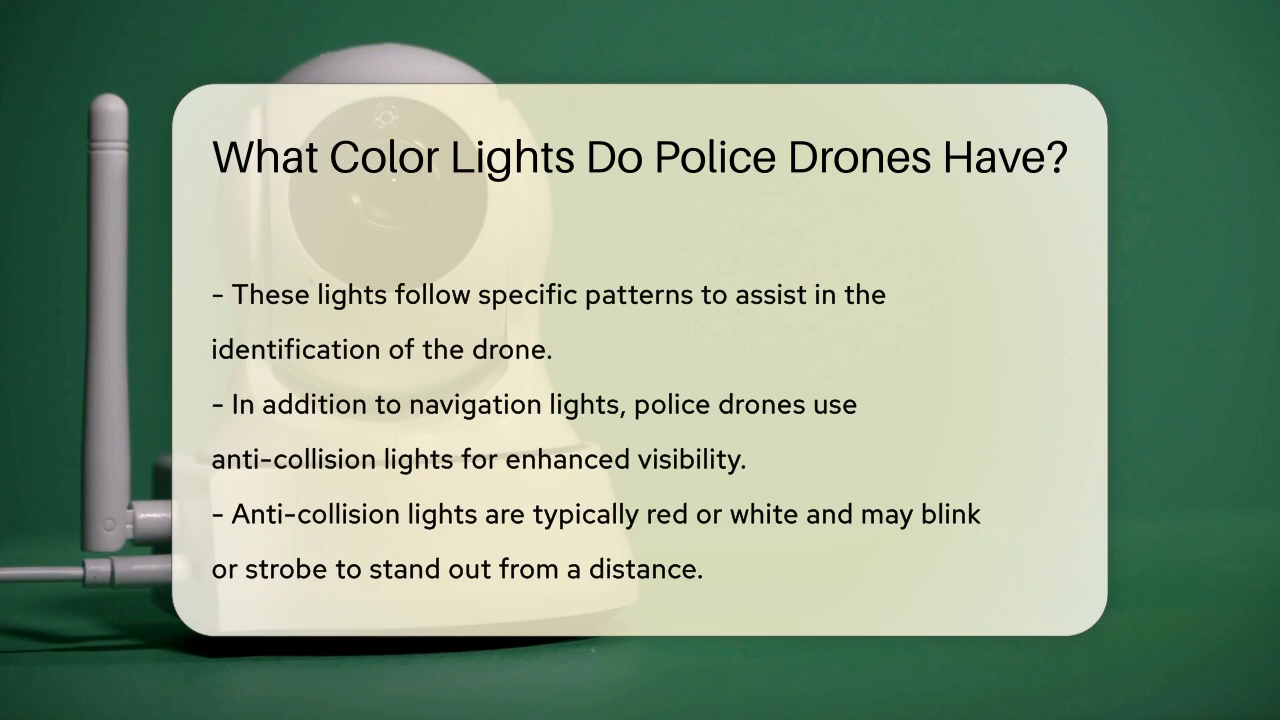 What Color Lights Do Police Drones Have?
- These lights follow specific patterns to assist in the
identification of the drone.
- In addition to navigation lights, police drones use
anti-collision lights for enhanced visibility.
- Anti-collision lights are typically red or white and may blink
or strobe to stand out from a distance.